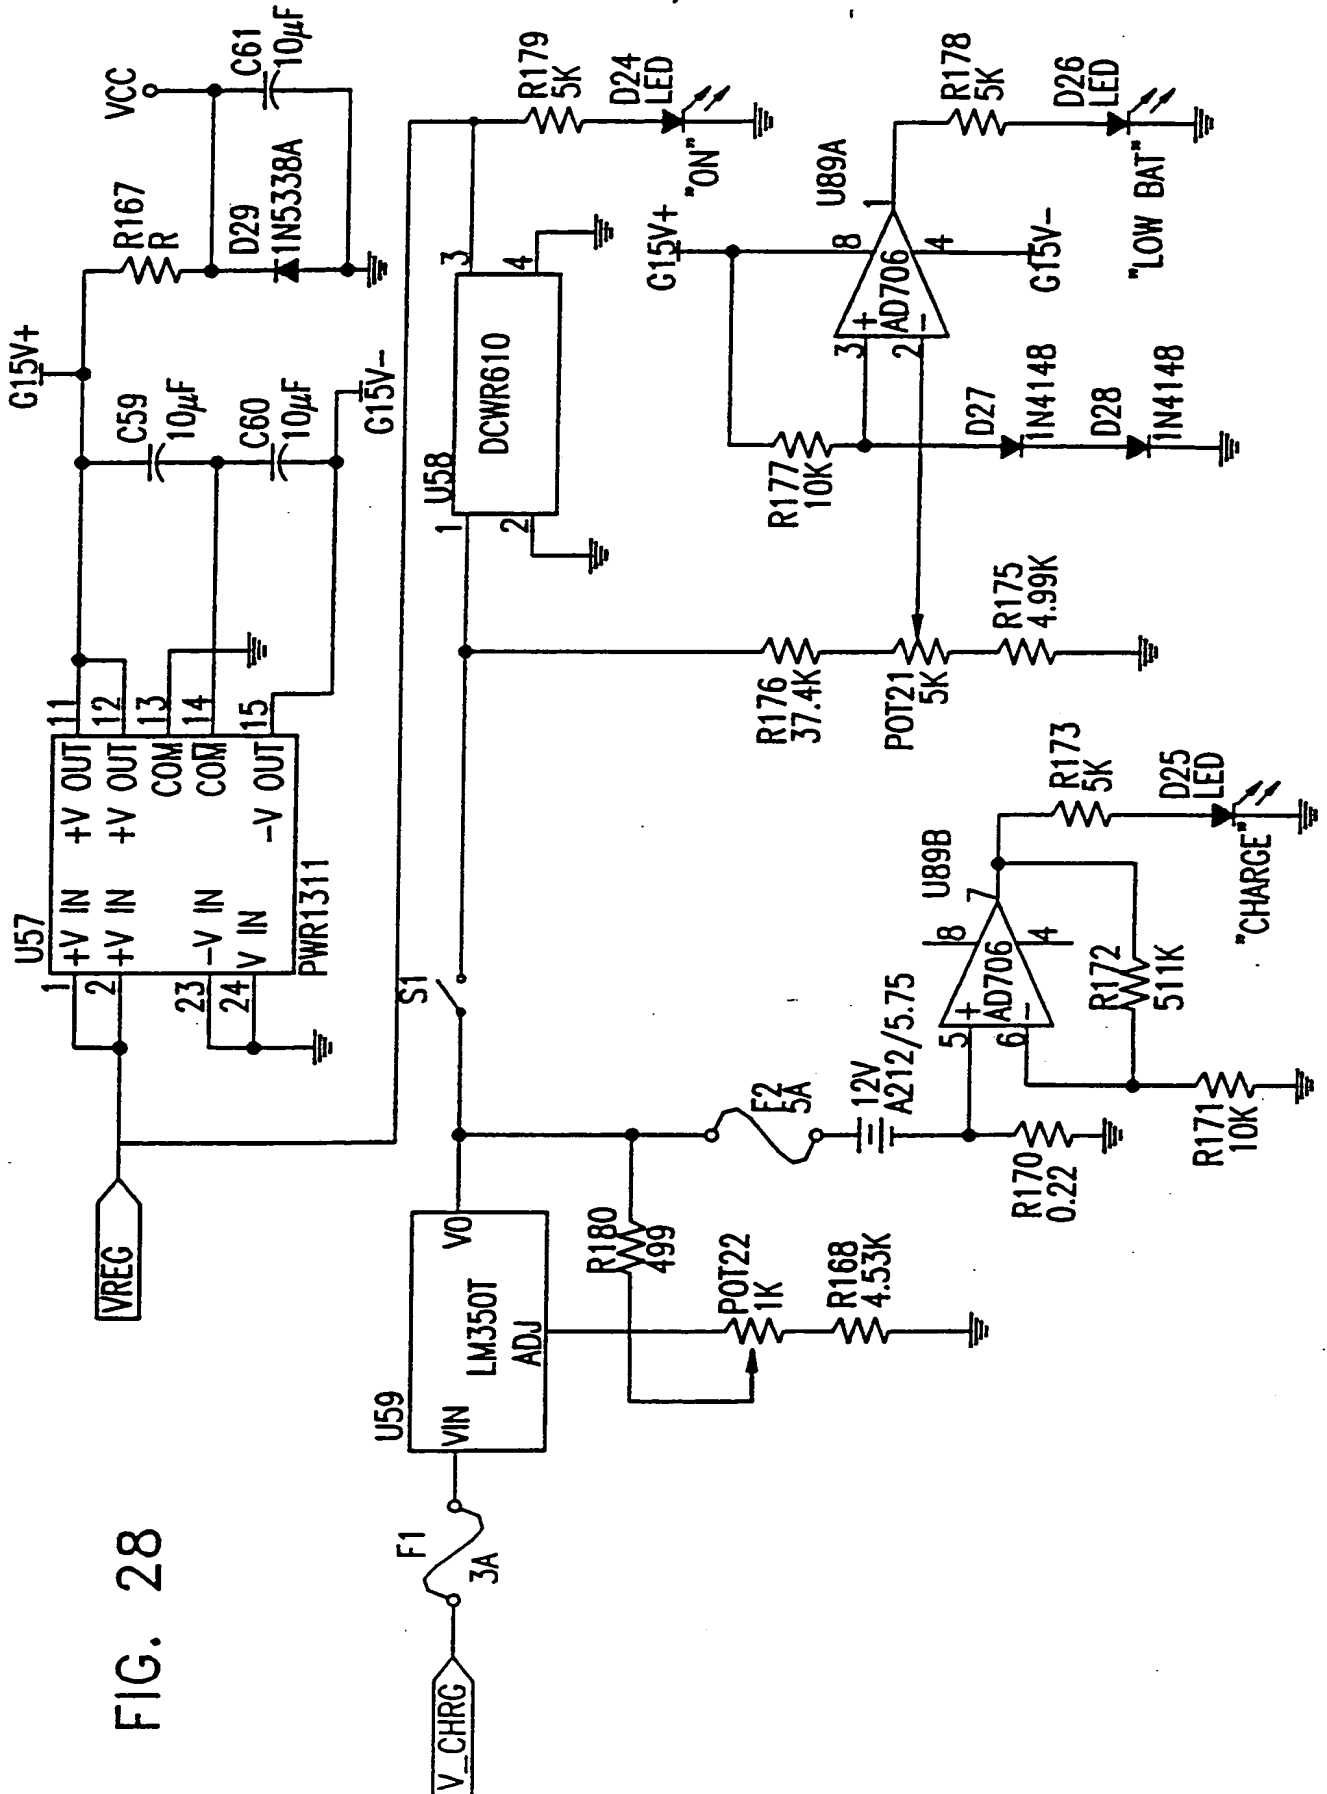 FIG. 28
VREG
U57
1
+V IN
2
+V IN
23
-V IN
24
V IN
+V OUT
11
+V OUT
12
COM
13
COM
14
-V OUT
15
PWR1311
G15V+
C59
10µF
C60
10µF
G15V-
R167
R
D29
1N5338A
VCC
C61
10µF
V_CHRG
F1
3A
U59
VIN
LM350T
VO
ADJ
R180
499
POT22
1K
R168
4.53K
S1
F2
5A
12V
A212/5.75
R170
0.22
U89B
5
+
6
-
AD706
8
4
7
R172
511K
R171
10K
R173
5K
D25
LED
"CHARGE"
U58
1
2
DCWR610
3
4
R179
5K
D24
LED
"ON"
R176
37.4K
POT21
5K
R175
4.99K
R177
10K
D27
1N4148
D28
1N4148
G15V+
U89A
3
+
2
-
AD706
8
4
1
G15V-
R178
5K
D26
LED
"LOW BAT"